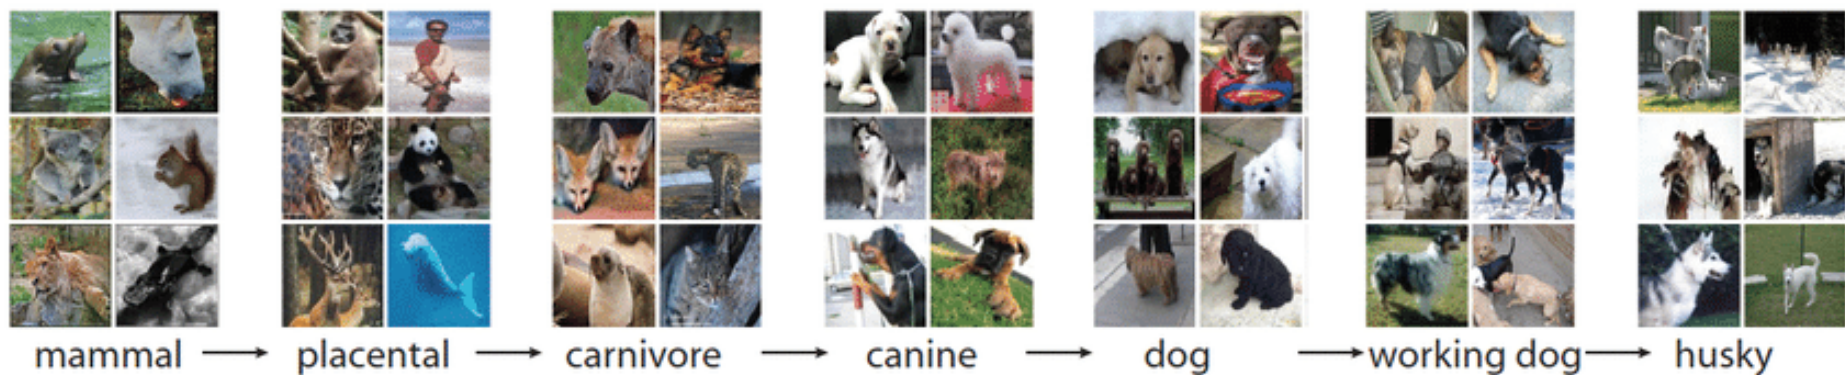 mammal → placental → carnivore → canine → dog → working dog → husky